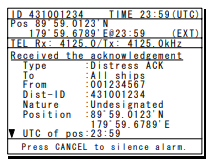 ID 431001234 TIME 23:59(UTC)
Pos 89°59.0123'N
179°59.6789'E@23:59 (EXT)
TEL Rx: 4125.0/Tx: 4125.0kHz
Received the acknowledgement
Type :Distress ACK
To :All ships
From :001234567
Dist-ID :431001234
Nature :Undesignated
Position :89°59.0123'N
179°59.6789'E
▼ UTC of pos:23:59
Press CANCEL to silence alarm.